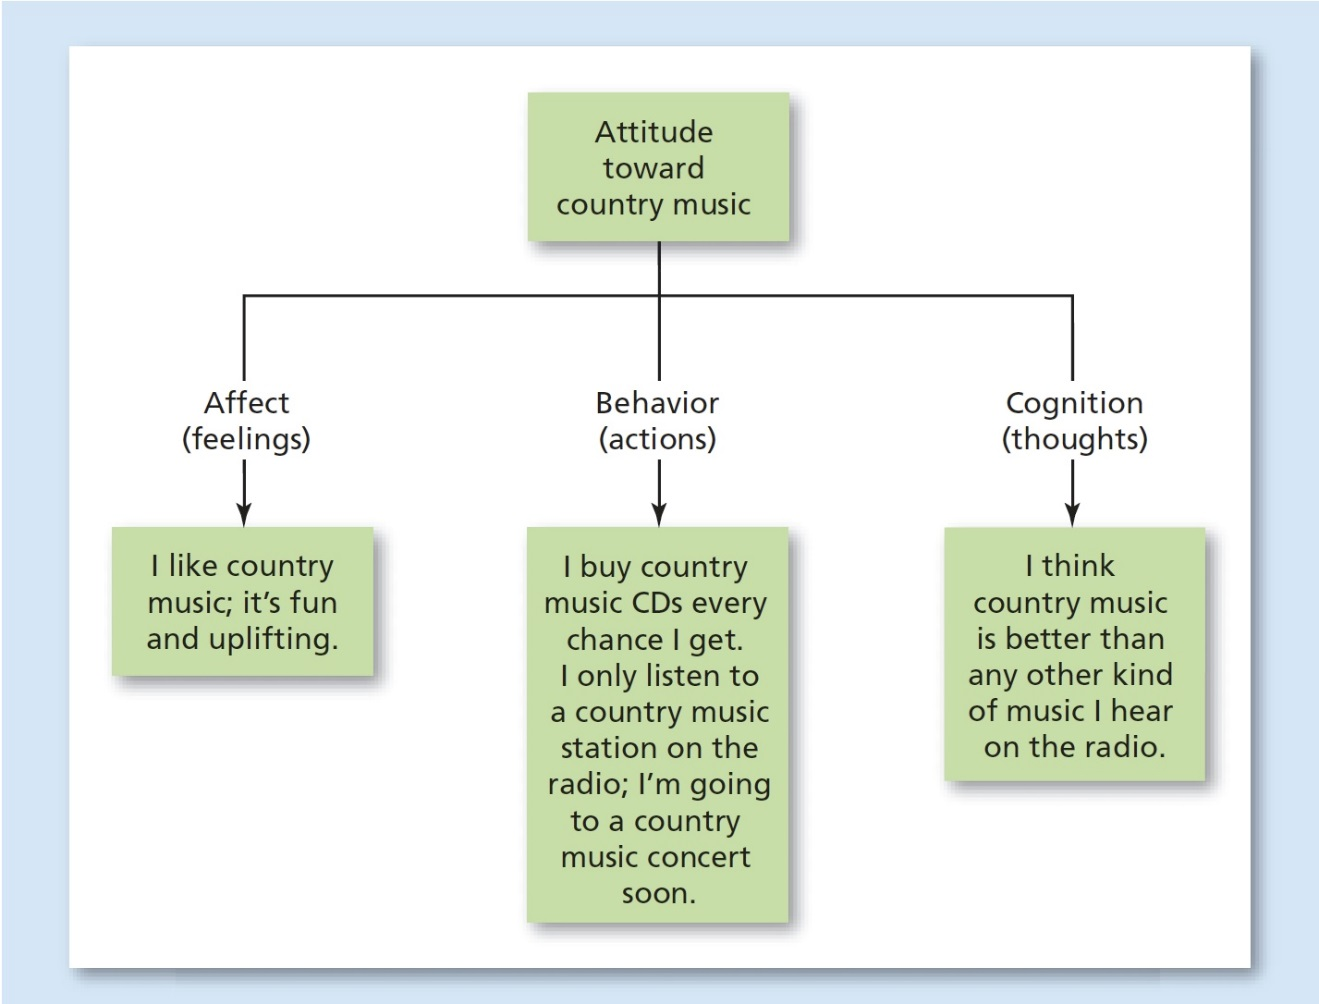 Attitude
toward
country music
Affect
(feelings)
Behavior
(actions)
Cognition
(thoughts)
I like country
music; it’s fun
and uplifting.
I buy country
music CDs every
chance I get.
I only listen to
a country music
station on the
radio; I’m going
to a country
music concert
soon.
I think
country music
is better than
any other kind
of music I hear
on the radio.